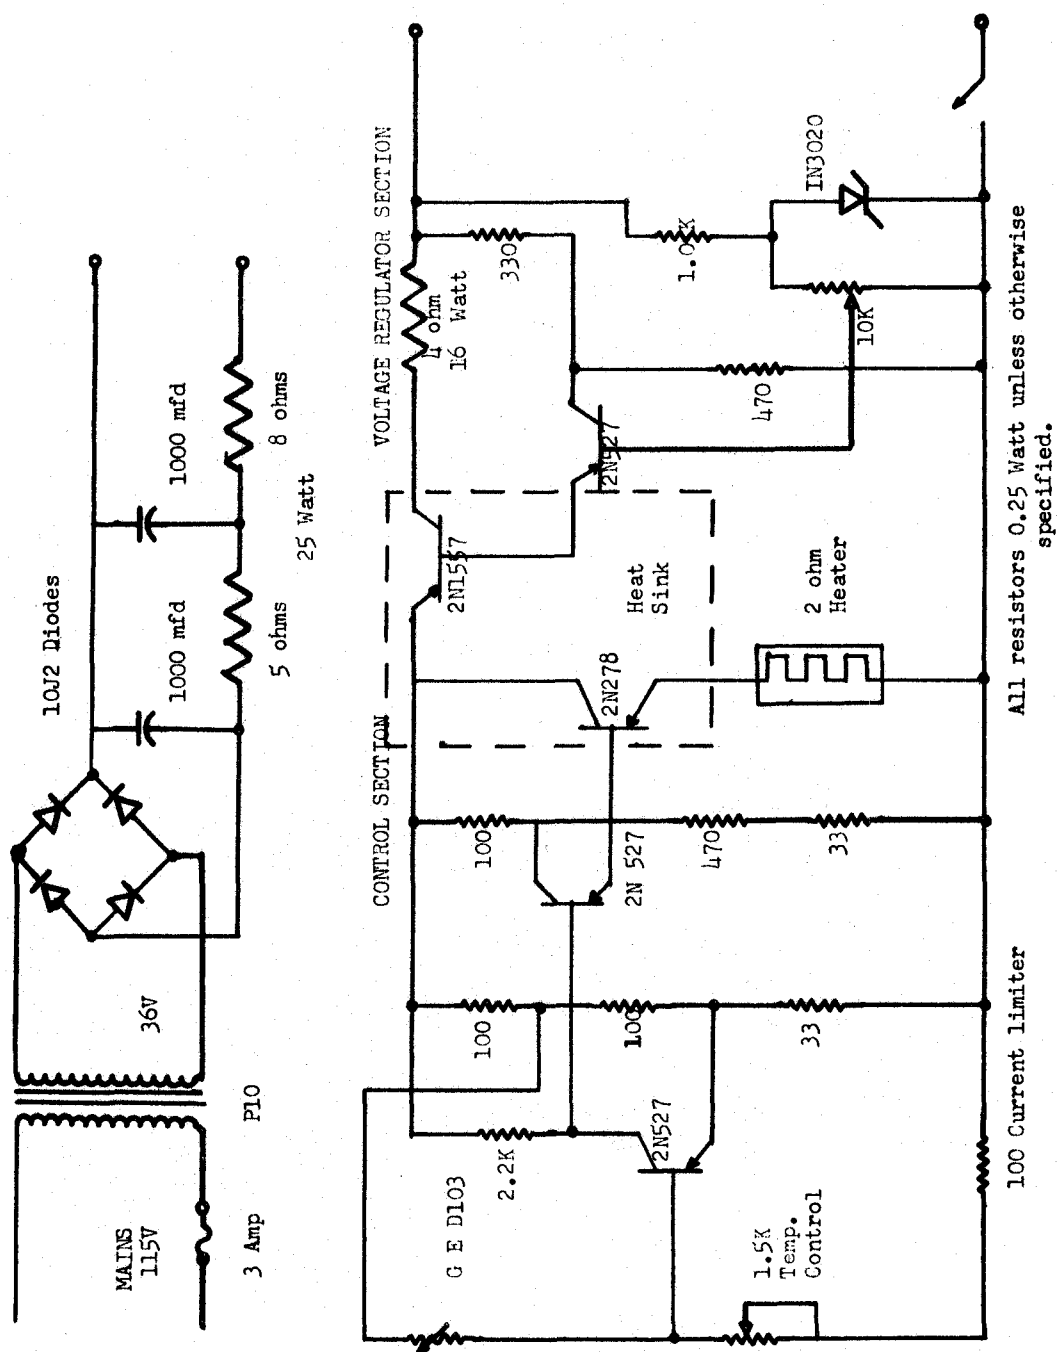 MAINS
115V
3 Amp
P10
36V
10J2 Diodes
1000 mfd
1000 mfd
5 ohms
8 ohms
25 Watt
CONTROL SECTION
VOLTAGE REGULATOR SECTION
G E D103
2.2K
100
100
2N527
33
1.5K
Temp.
Control
100 Current limiter
100
2N 527
470
33
2N278
Heat
Sink
2 ohm
Heater
2N1557
4 ohm
16 Watt
2N527
330
470
10K
IN3020
All resistors 0.25 Watt unless otherwise
specified.